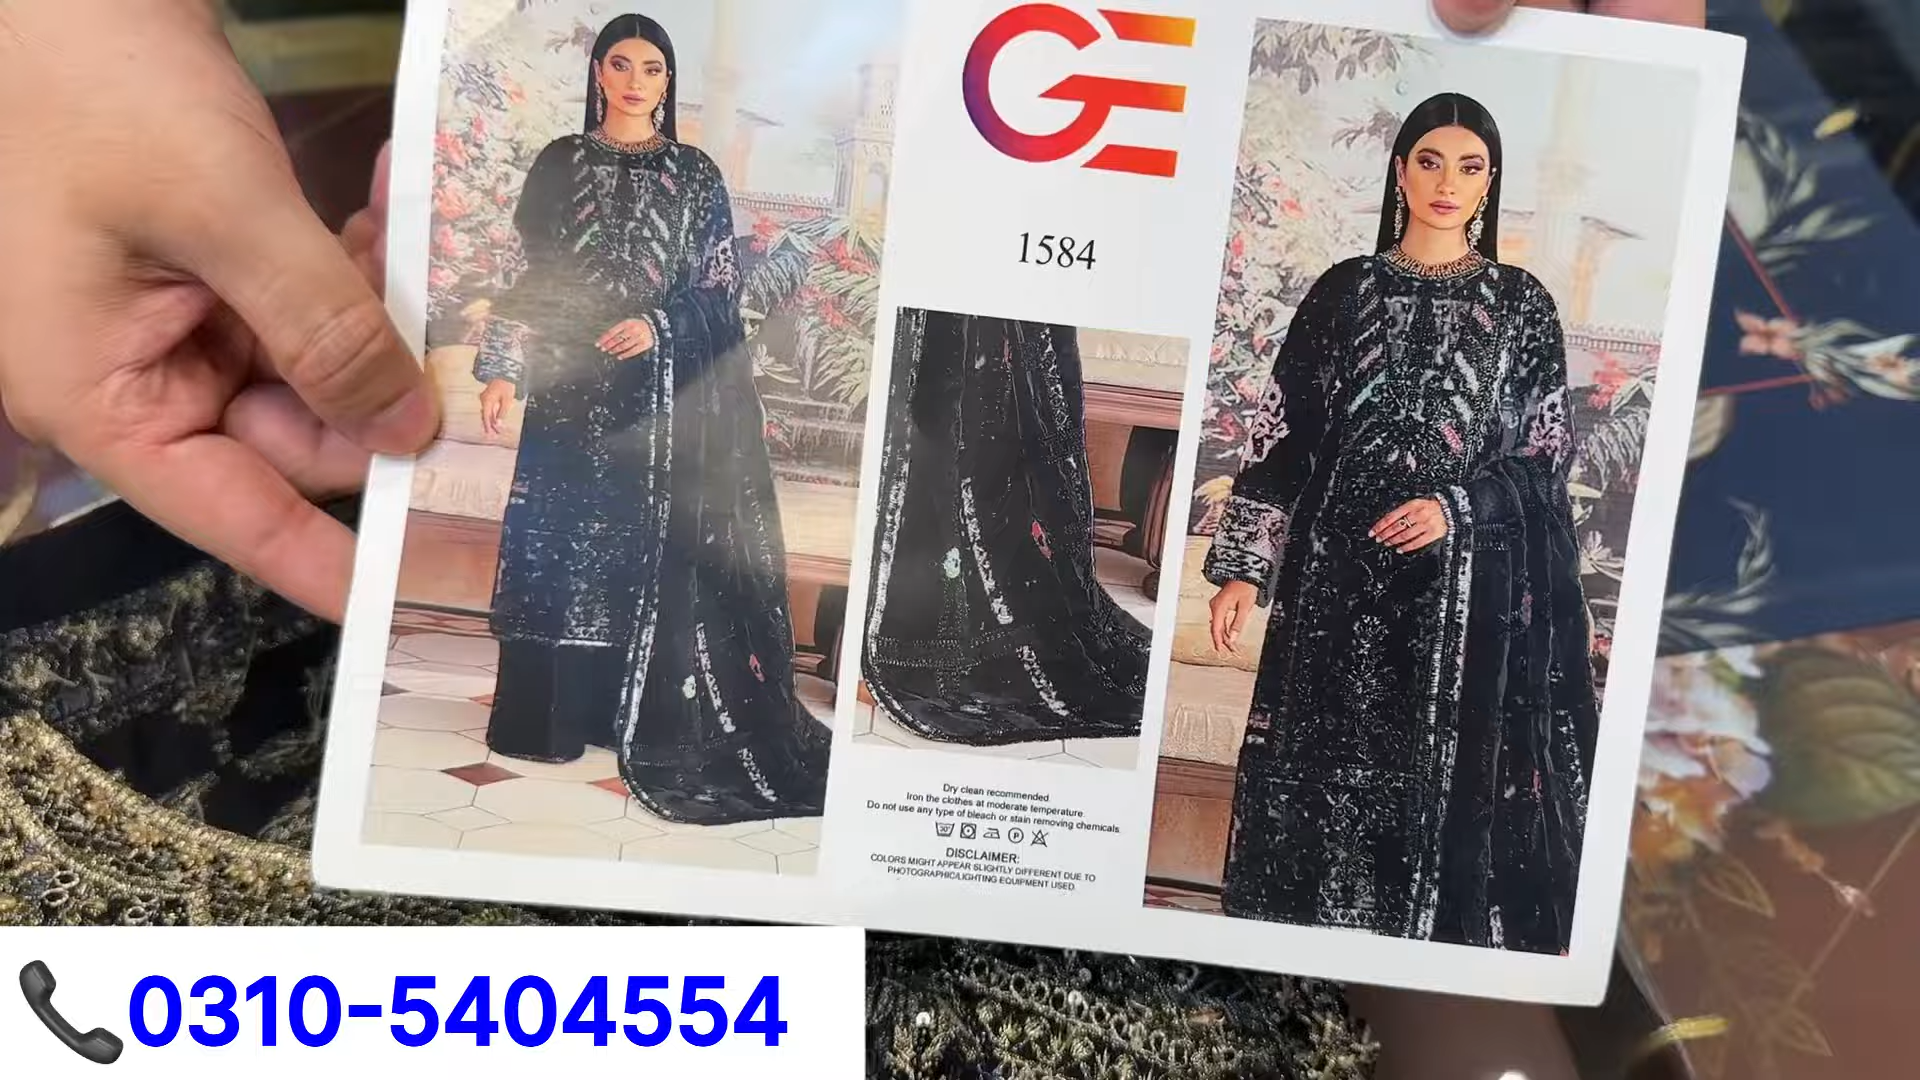 GE
1584
Dry clean recommended.
Iron the clothes at moderate temperature.
Do not use any type of bleach or stain removing chemicals.
30°
P
DISCLAIMER:
COLORS MIGHT APPEAR SLIGHTLY DIFFERENT DUE TO
PHOTOGRAPHIC/LIGHTING EQUIPMENT USED.
0310-5404554